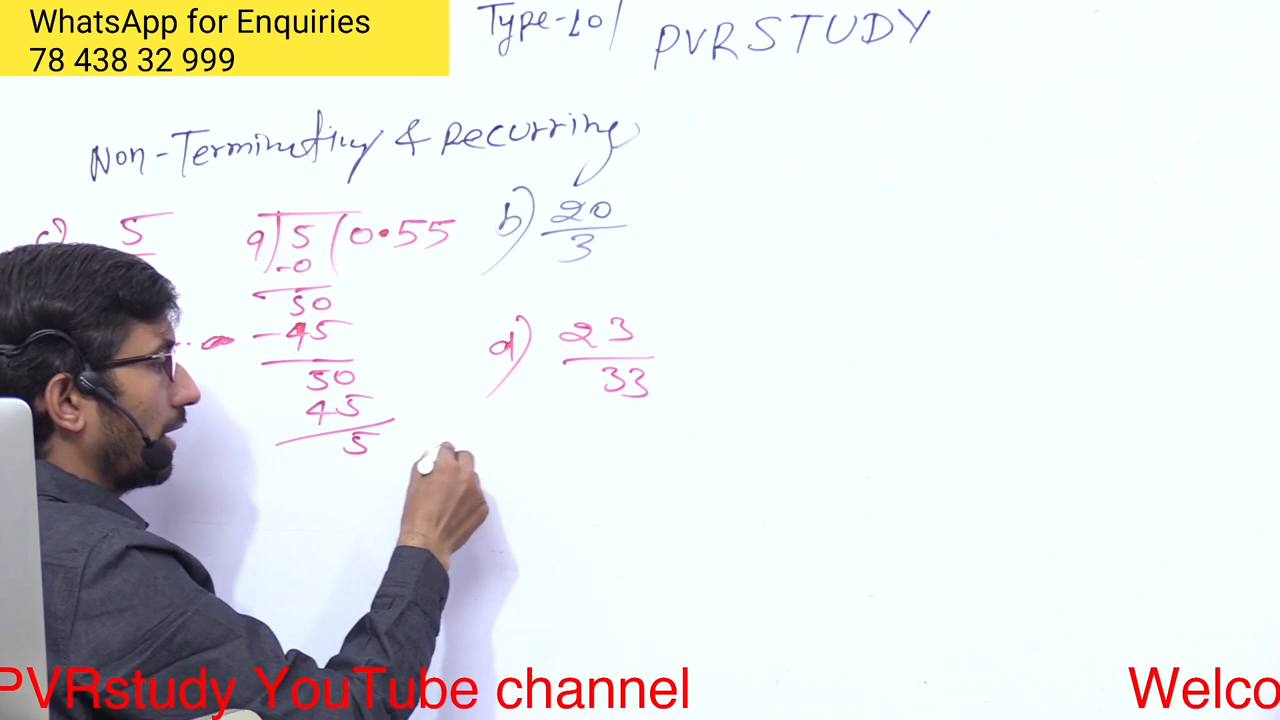 WhatsApp for Enquiries
78 438 32 999
Type-10/
PVRSTUDY
Non-Terminating & Recurring
c) 5
9)5(0.55
-0
50
-45
50
45
5
b) 20
3
d) 23
33
PVRstudy YouTube channel
Welco